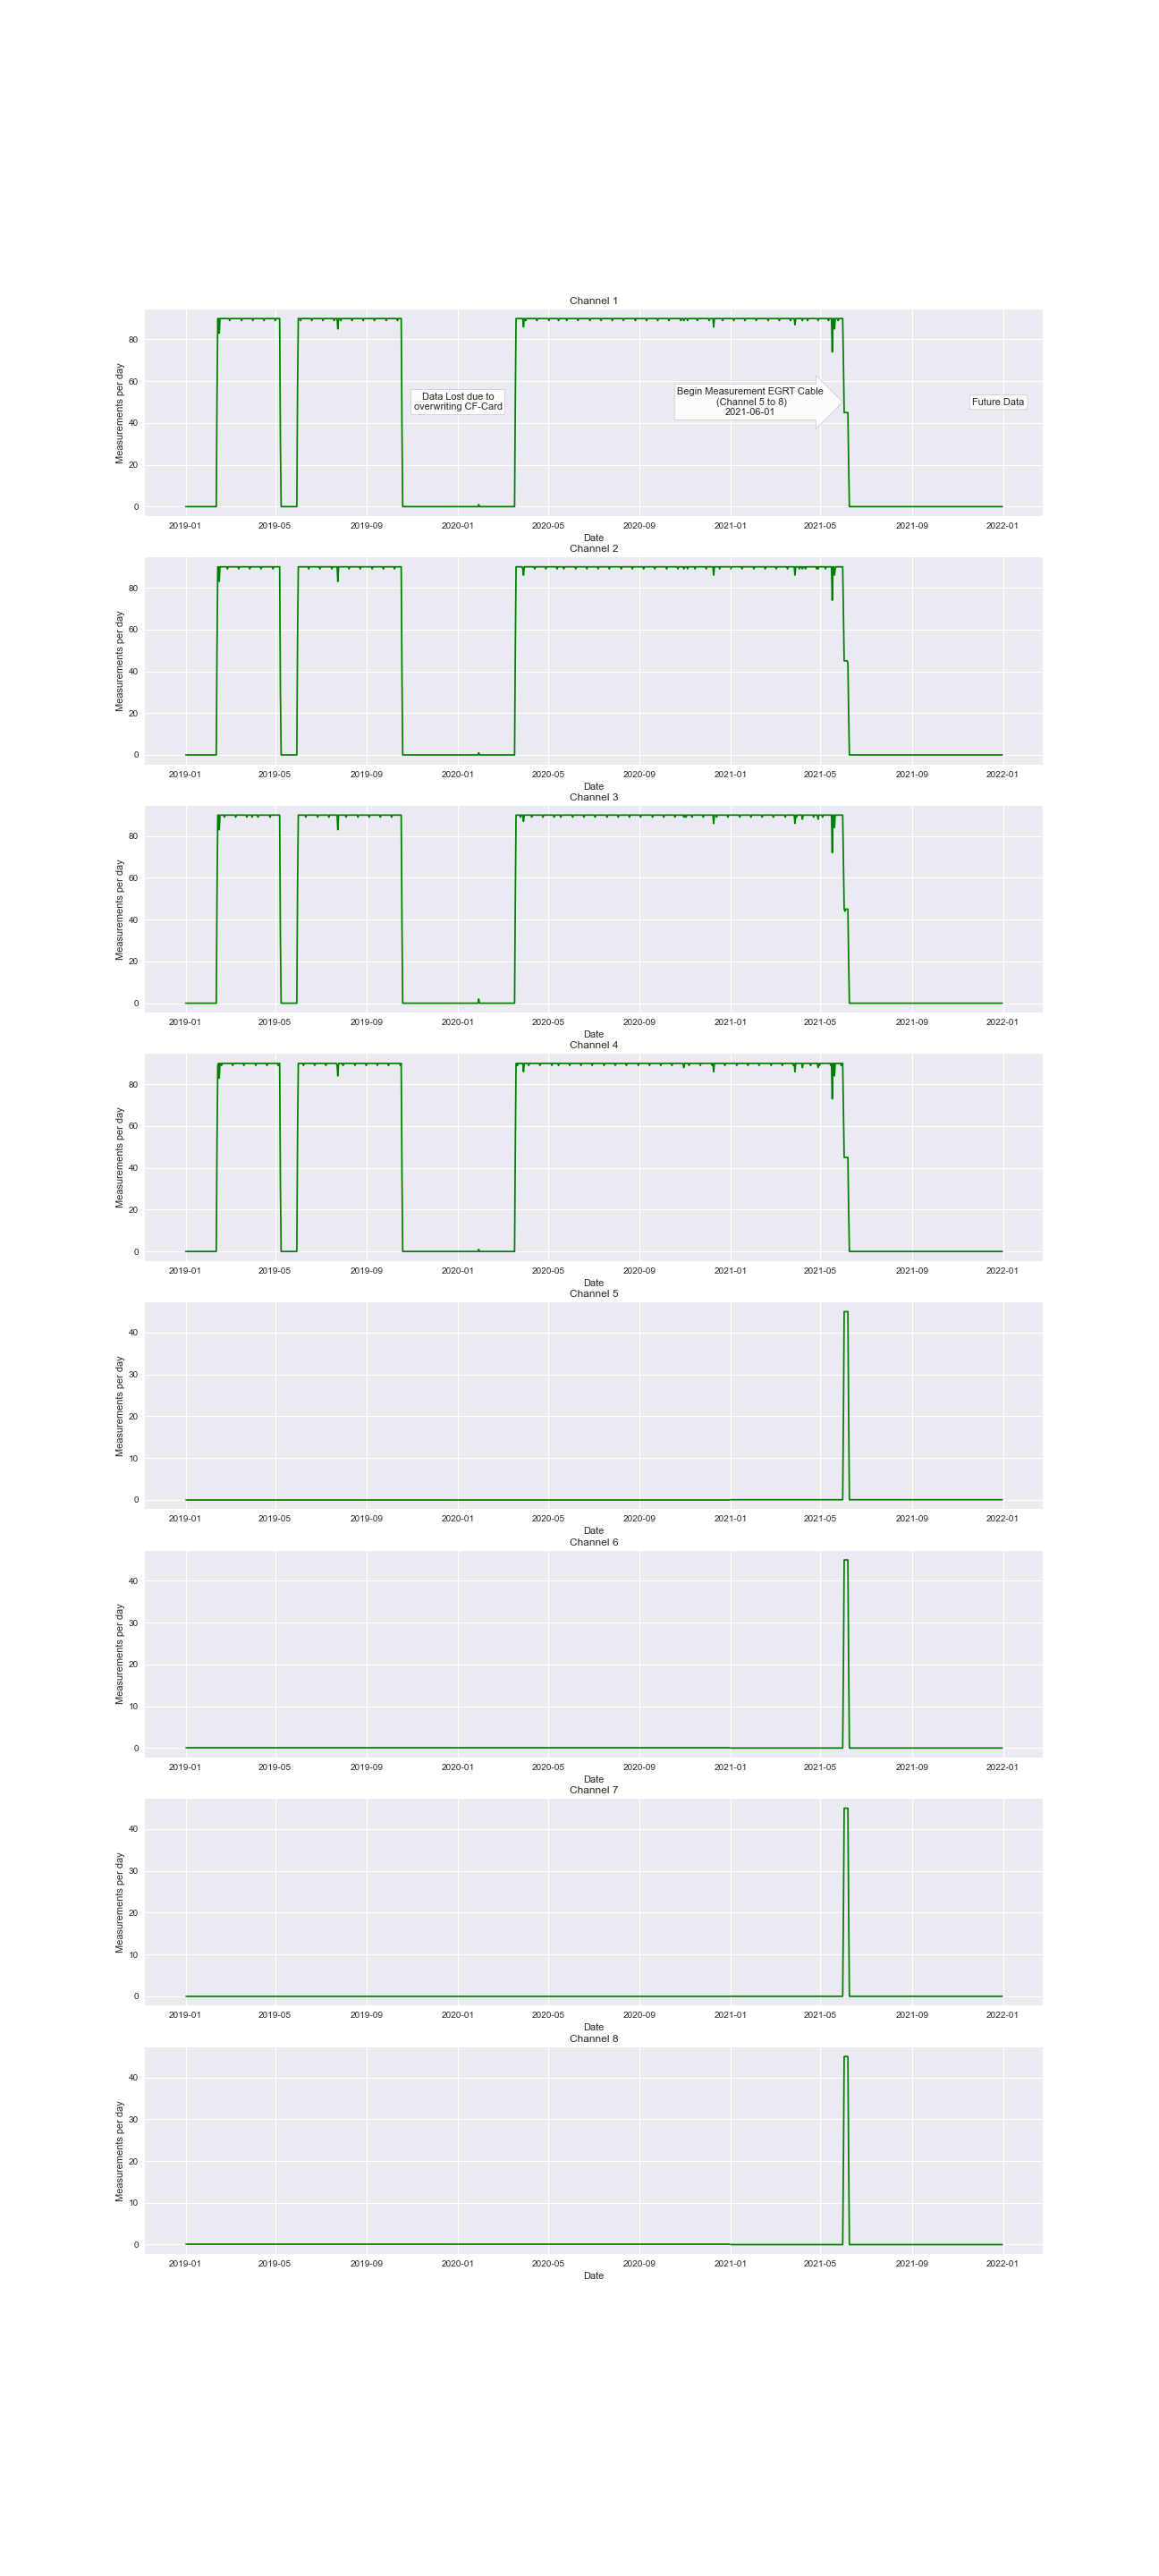 Channel 1
Measurements per day
80
60
40
20
0
Data Lost due to
overwriting CF-Card
Begin Measurement EGRT Cable
(Channel 5 to 8)
2021-06-01
Future Data
2019-01 2019-05 2019-09 2020-01 2020-05 2020-09 2021-01 2021-05 2021-09 2022-01
Date
Channel 2
Measurements per day
80
60
40
20
0
2019-01 2019-05 2019-09 2020-01 2020-05 2020-09 2021-01 2021-05 2021-09 2022-01
Date
Channel 3
Measurements per day
80
60
40
20
0
2019-01 2019-05 2019-09 2020-01 2020-05 2020-09 2021-01 2021-05 2021-09 2022-01
Date
Channel 4
Measurements per day
80
60
40
20
0
2019-01 2019-05 2019-09 2020-01 2020-05 2020-09 2021-01 2021-05 2021-09 2022-01
Date
Channel 5
Measurements per day
40
30
20
10
0
2019-01 2019-05 2019-09 2020-01 2020-05 2020-09 2021-01 2021-05 2021-09 2022-01
Date
Channel 6
Measurements per day
40
30
20
10
0
2019-01 2019-05 2019-09 2020-01 2020-05 2020-09 2021-01 2021-05 2021-09 2022-01
Date
Channel 7
Measurements per day
40
30
20
10
0
2019-01 2019-05 2019-09 2020-01 2020-05 2020-09 2021-01 2021-05 2021-09 2022-01
Date
Channel 8
Measurements per day
40
30
20
10
0
2019-01 2019-05 2019-09 2020-01 2020-05 2020-09 2021-01 2021-05 2021-09 2022-01
Date